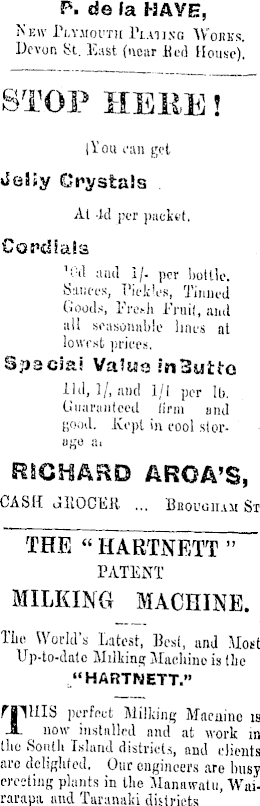 P. de la HAYE,
NEW PLYMOUTH PLATING WORKS,
Devon St. East (near Red House).
STOP HERE!
(You can get
Jelly Crystals
At 4d per packet.
Cordials
10d and 1/- per bottle.
Sauces, Pickles, Tinned
Goods, Fresh Fruit, and
all seasonable lines at
lowest prices.
Special Value in Butte
11d, 1/, and 1/1 per lb.
Guaranteed firm and
good. Kept in cool stor-
age at
RICHARD AROA'S,
CASH GROCER ... BROUGHAM ST
THE "HARTNETT"
PATENT
MILKING MACHINE.
The World's Latest, Best, and Most
Up-to-date Milking Machine is the
"HARTNETT."
THIS perfect Milking Machine is
now installed and at work in
the South Island districts, and clients
are delighted. Our engineers are busy
erecting plants in the Manawatu, Wai-
rarapa and Taranaki districts